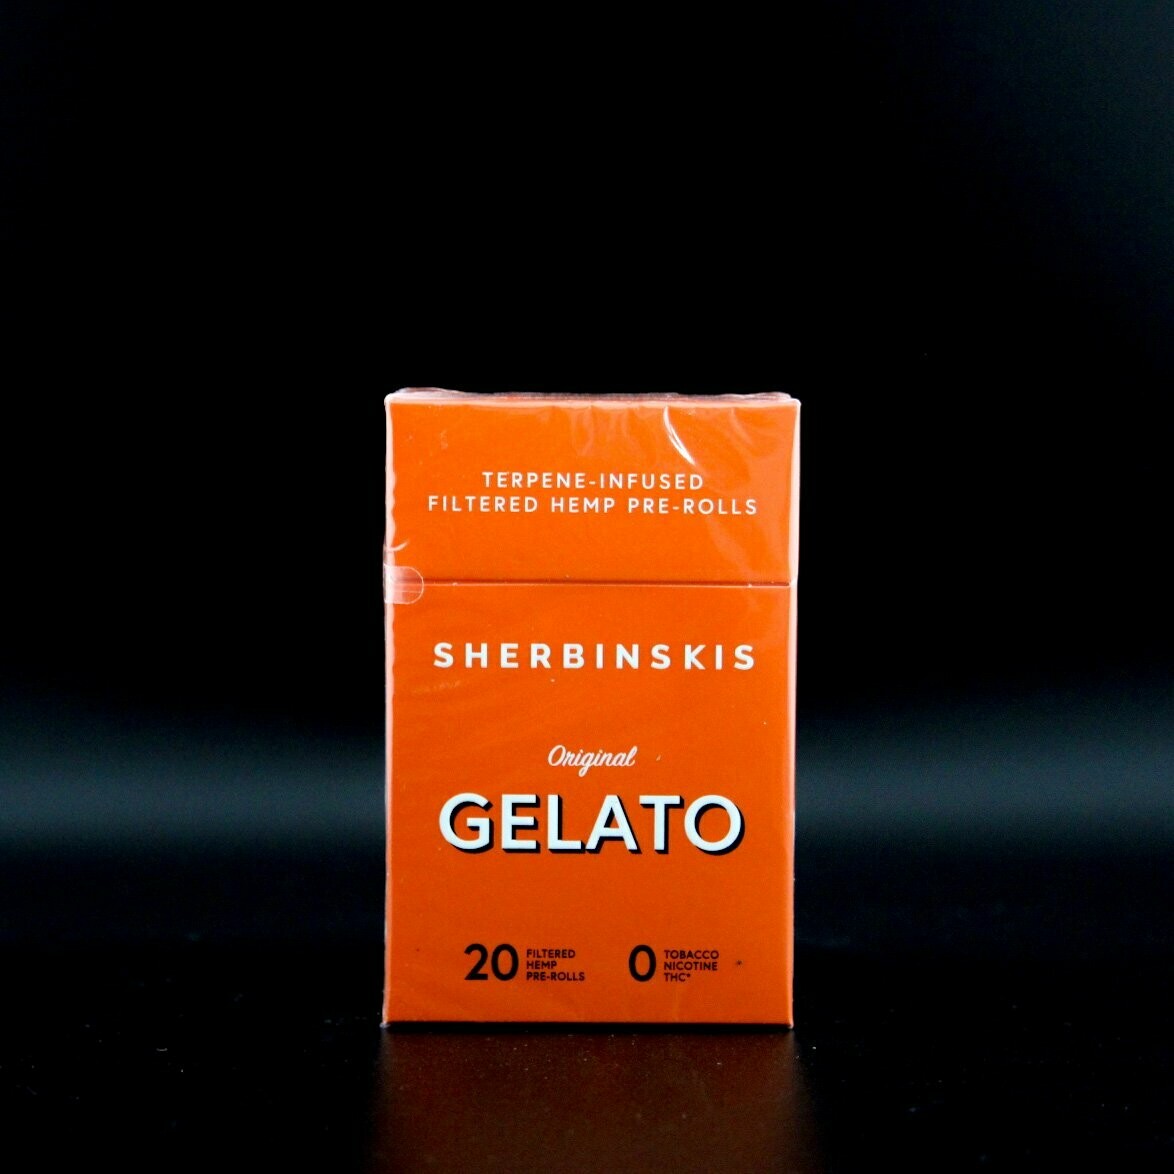 TERPENE-INFUSED
FILTERED HEMP PRE-ROLLS
SHERBINSKIS
Original
GELATO
20 FILTERED
HEMP
PRE-ROLLS
0 TOBACCO
NICOTINE
THC*